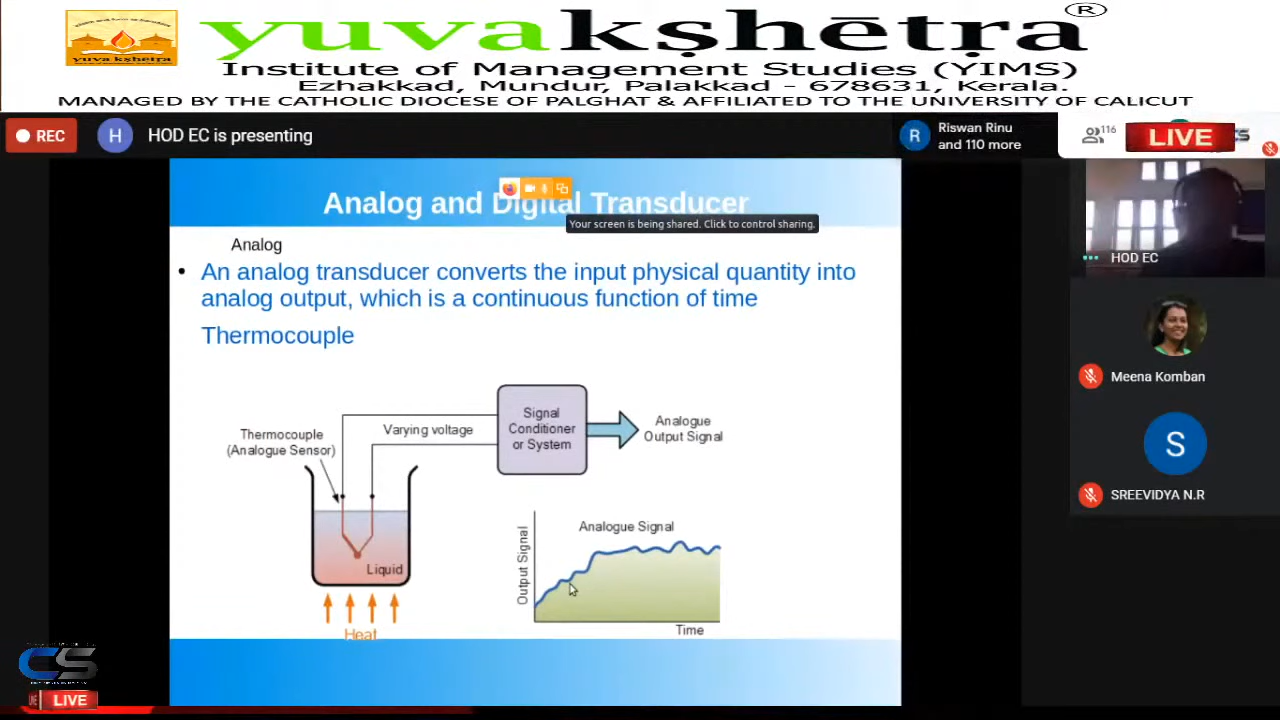 yuvakṣhētṛa®
yuva kshetra
Institute of Management Studies (YIMS)
Ezhakkad, Mundur, Palakkad - 678631, Kerala.
MANAGED BY THE CATHOLIC DIOCESE OF PALGHAT & AFFILIATED TO THE UNIVERSITY OF CALICUT
REC
H
HOD EC is presenting
R
Riswan Rinu
and 110 more
116
LIVE
CS
Analog and Digital Transducer
Your screen is being shared. Click to control sharing.
Analog
• An analog transducer converts the input physical quantity into
analog output, which is a continuous function of time
Thermocouple
Thermocouple
(Analogue Sensor)
Varying voltage
Signal
Conditioner
or System
Analogue
Output Signal
Liquid
Heat
Analogue Signal
Output Signal
Time
HOD EC
Meena Komban
S
SREEVIDYA N.R
CS
LIVE